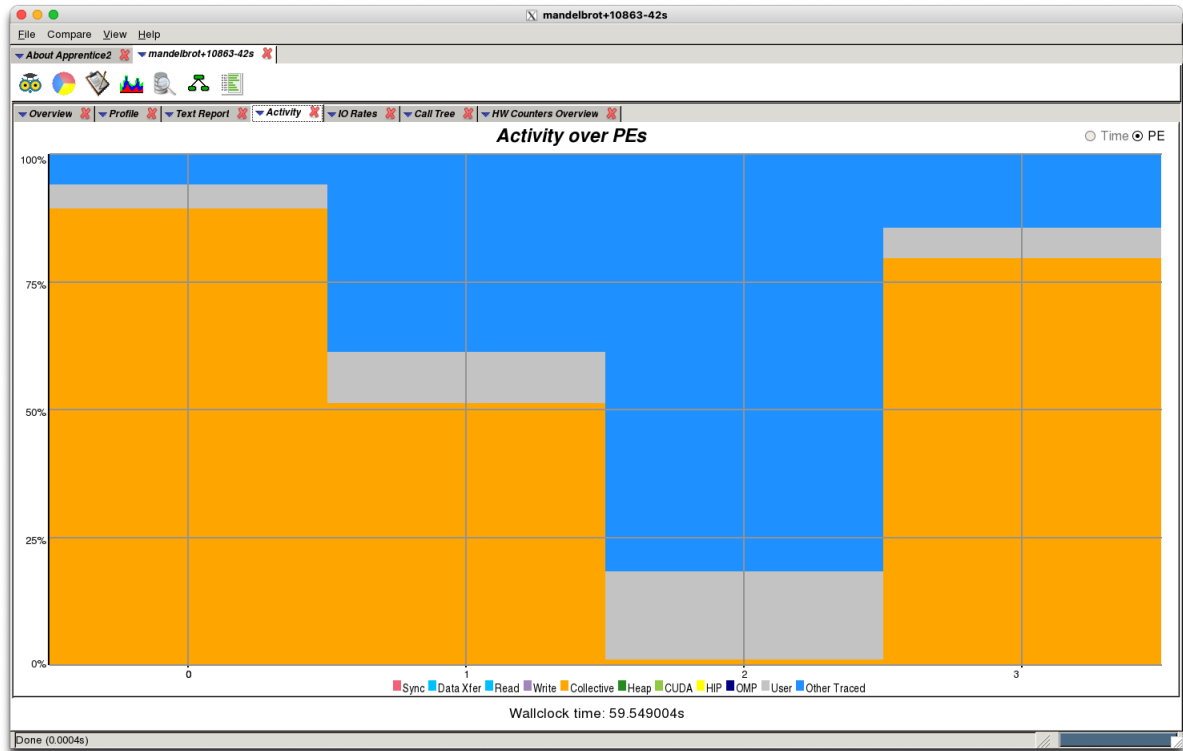 mandelbrot+10863-42s
File Compare View Help
About Apprentice2 mandelbrot+10863-42s
Overview Profile Text Report Activity IO Rates Call Tree HW Counters Overview
Activity over PEs
Time PE
100%
75%
50%
25%
0%
0 1 2 3
Sync Data Xfer Read Write Collective Heap CUDA HIP OMP User Other Traced
Wallclock time: 59.549004s
Done (0.0004s)